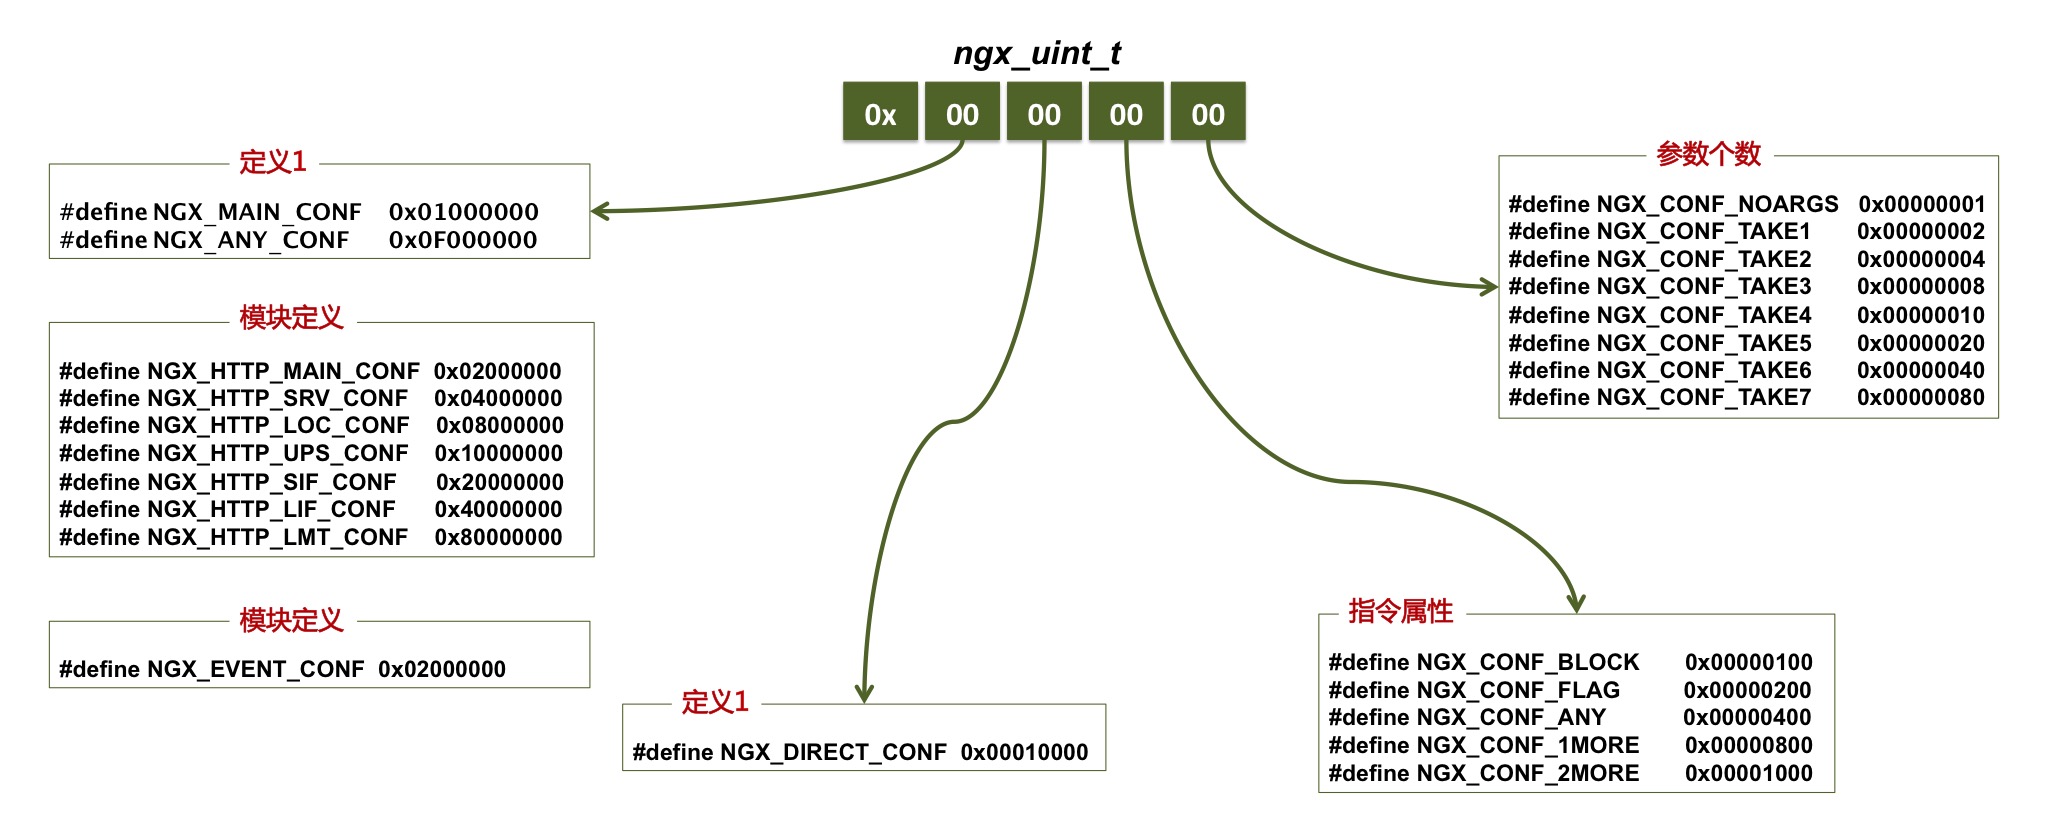 ngx_uint_t
0x 00 00 00 00
定义1
#define NGX_MAIN_CONF 0x01000000
#define NGX_ANY_CONF 0x0F000000
模块定义
#define NGX_HTTP_MAIN_CONF 0x02000000
#define NGX_HTTP_SRV_CONF 0x04000000
#define NGX_HTTP_LOC_CONF 0x08000000
#define NGX_HTTP_UPS_CONF 0x10000000
#define NGX_HTTP_SIF_CONF 0x20000000
#define NGX_HTTP_LIF_CONF 0x40000000
#define NGX_HTTP_LMT_CONF 0x80000000
模块定义
#define NGX_EVENT_CONF 0x02000000
定义1
#define NGX_DIRECT_CONF 0x00010000
参数个数
#define NGX_CONF_NOARGS 0x00000001
#define NGX_CONF_TAKE1 0x00000002
#define NGX_CONF_TAKE2 0x00000004
#define NGX_CONF_TAKE3 0x00000008
#define NGX_CONF_TAKE4 0x00000010
#define NGX_CONF_TAKE5 0x00000020
#define NGX_CONF_TAKE6 0x00000040
#define NGX_CONF_TAKE7 0x00000080
指令属性
#define NGX_CONF_BLOCK 0x00000100
#define NGX_CONF_FLAG 0x00000200
#define NGX_CONF_ANY 0x00000400
#define NGX_CONF_1MORE 0x00000800
#define NGX_CONF_2MORE 0x00001000